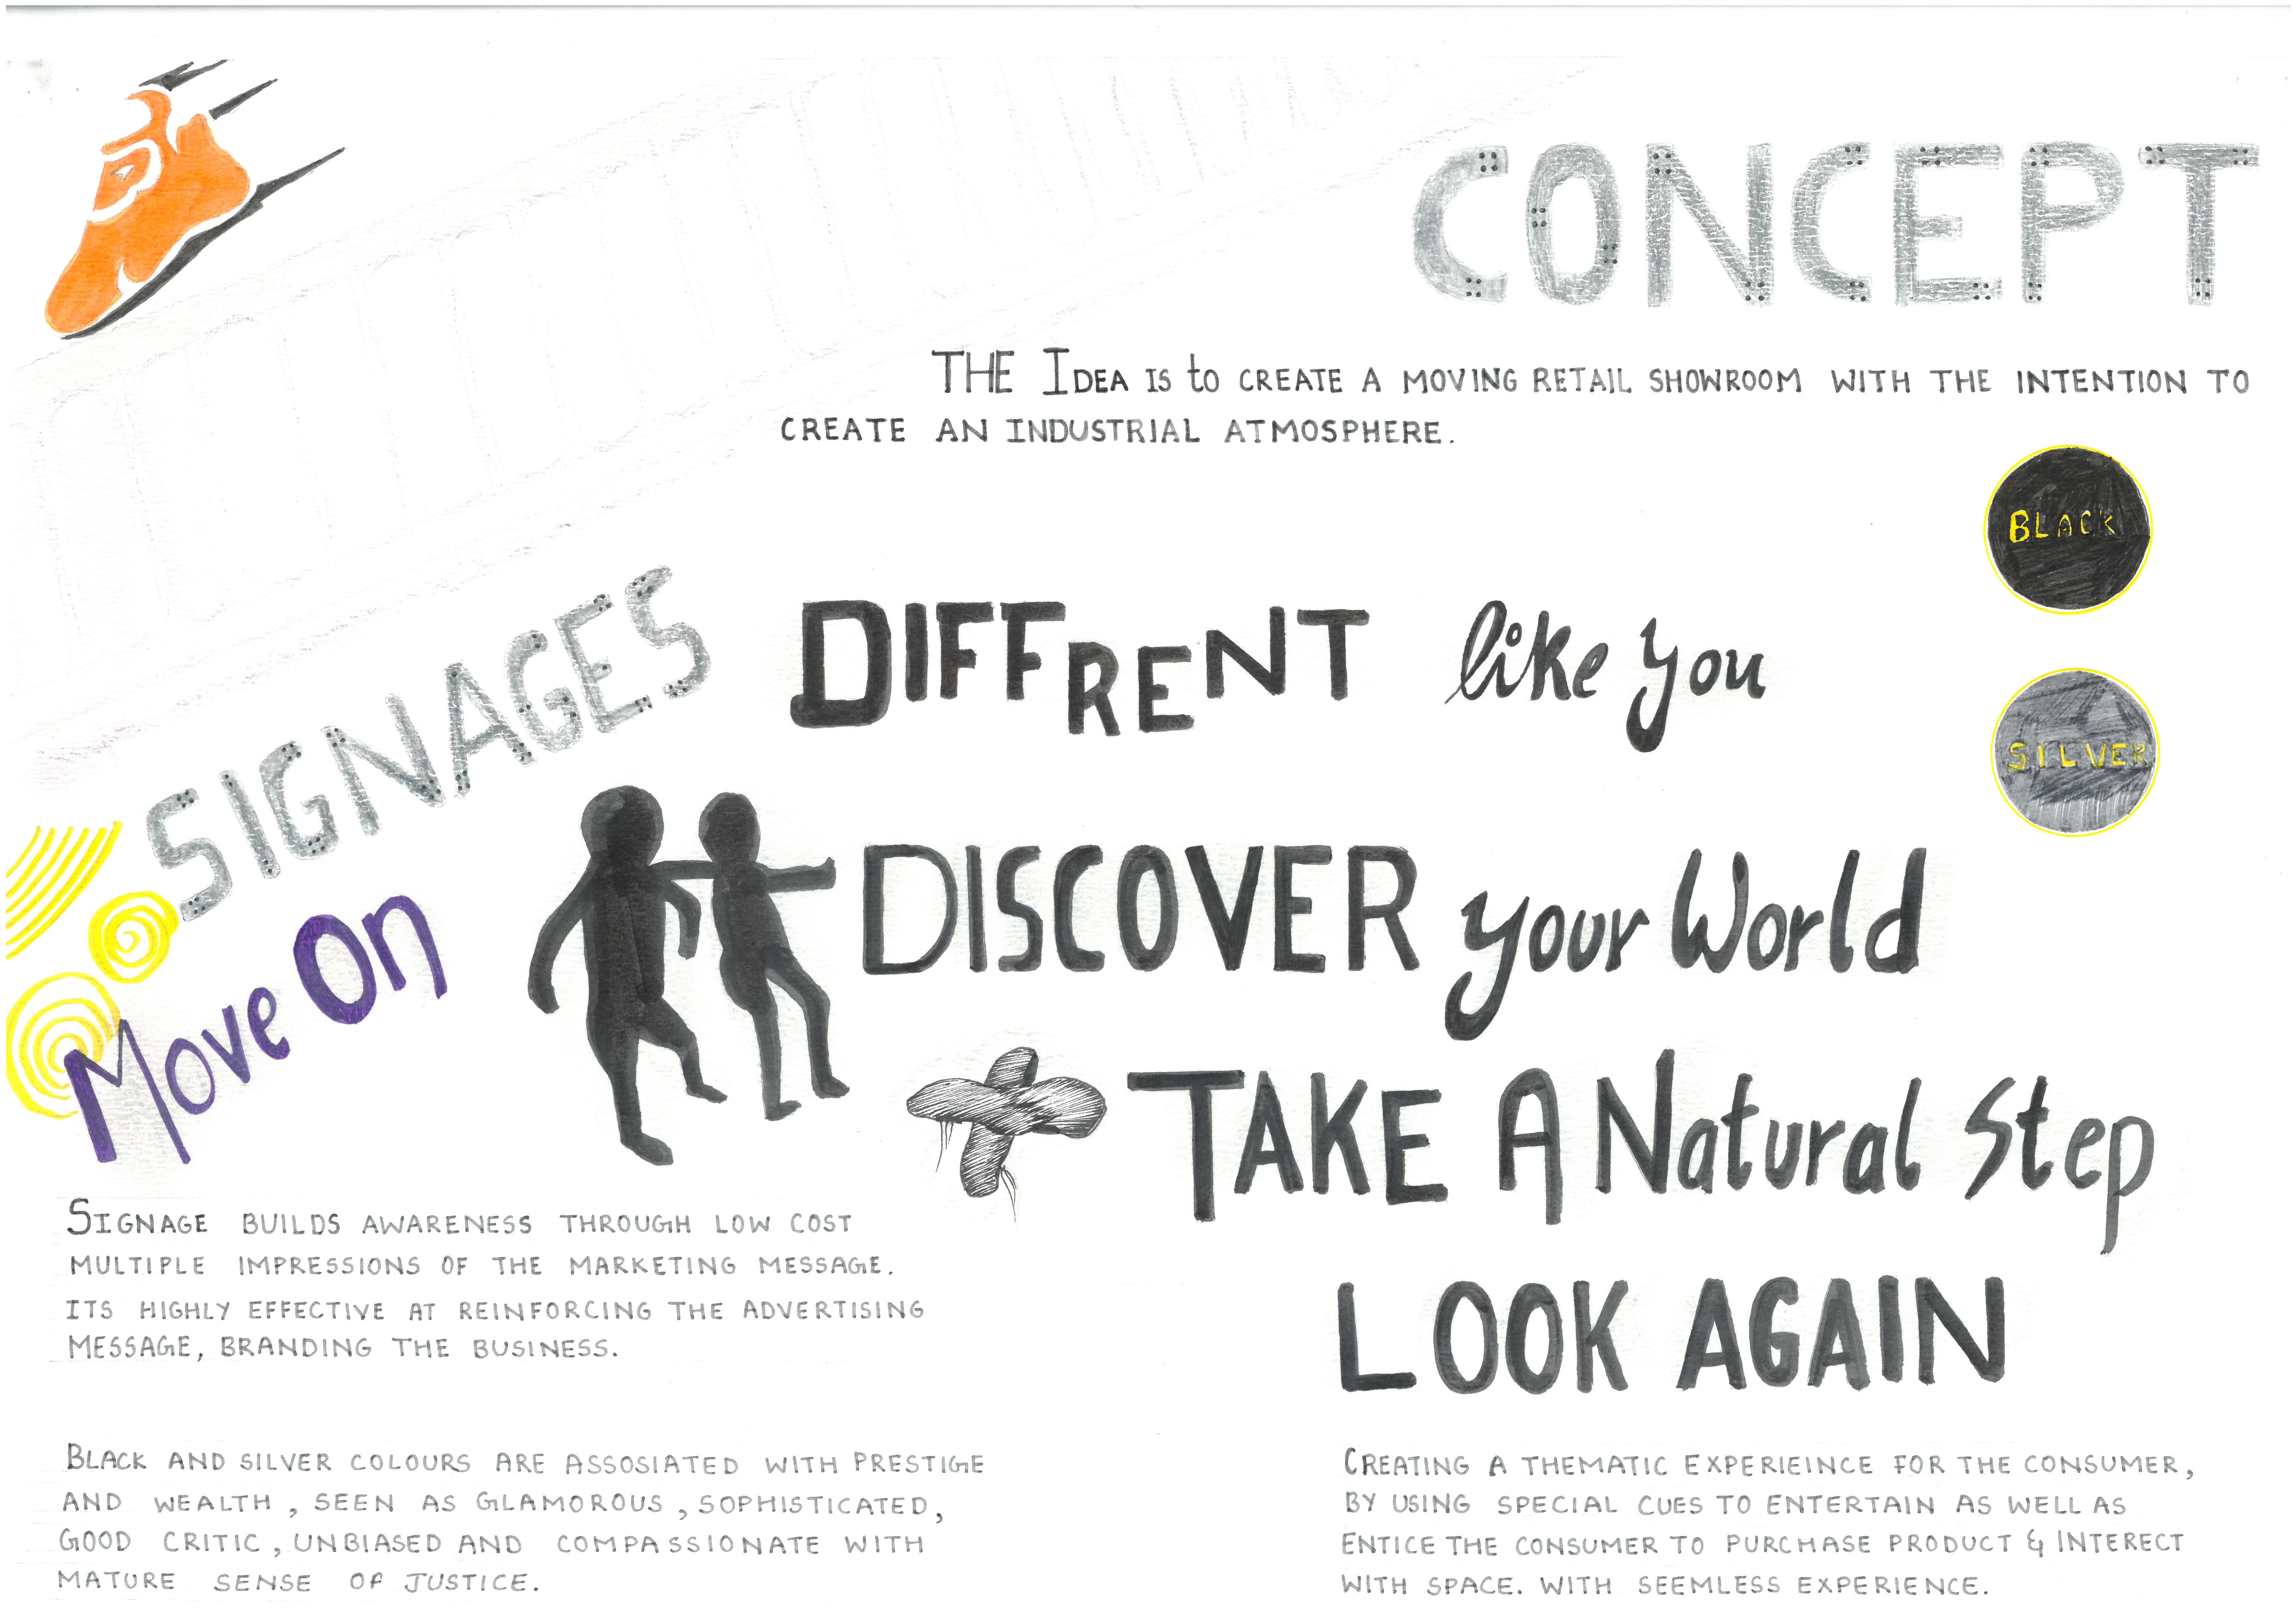 CONCEPT
THE IDEA IS to CREATE A MOVING RETAIL SHOWROOM WITH THE INTENTION TO
CREATE AN INDUSTRIAL ATMOSPHERE.
BLACK
SILVER
SIGNAGES
DIFFRENT like you
Move On
DISCOVER your World
TAKE A Natural Step
LOOK AGAIN
SIGNAGE BUILDS AWARENESS THROUGH LOW COST
MULTIPLE IMPRESSIONS OF THE MARKETING MESSAGE.
ITS HIGHLY EFFECTIVE AT REINFORCING THE ADVERTISING
MESSAGE, BRANDING THE BUSINESS.
BLACK AND SILVER COLOURS ARE ASSOSIATED WITH PRESTIGE
AND WEALTH, SEEN AS GLAMOROUS, SOPHISTICATED,
GOOD CRITIC, UNBIASED AND COMPASSIONATE WITH
MATURE SENSE OF JUSTICE.
CREATING A THEMATIC EXPERIEINCE FOR THE CONSUMER,
BY USING SPECIAL CUES TO ENTERTAIN AS WELL AS
ENTICE THE CONSUMER TO PURCHASE PRODUCT & INTERECT
WITH SPACE. WITH SEEMLESS EXPERIENCE.